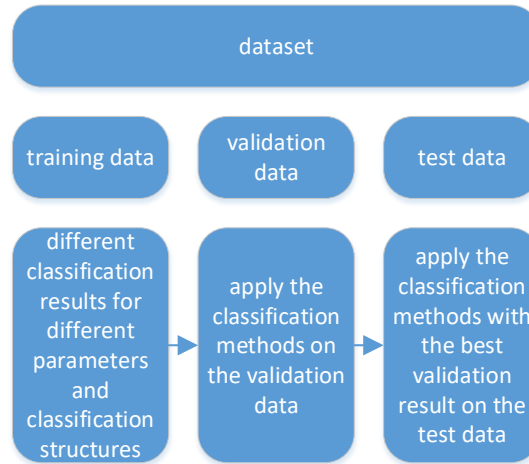 dataset
training data
validation
data
test data
different
classification
results for
different
parameters
and
classification
structures
apply the
classification
methods on
the validation
data
apply the
classification
methods with
the best
validation
result on the
test data